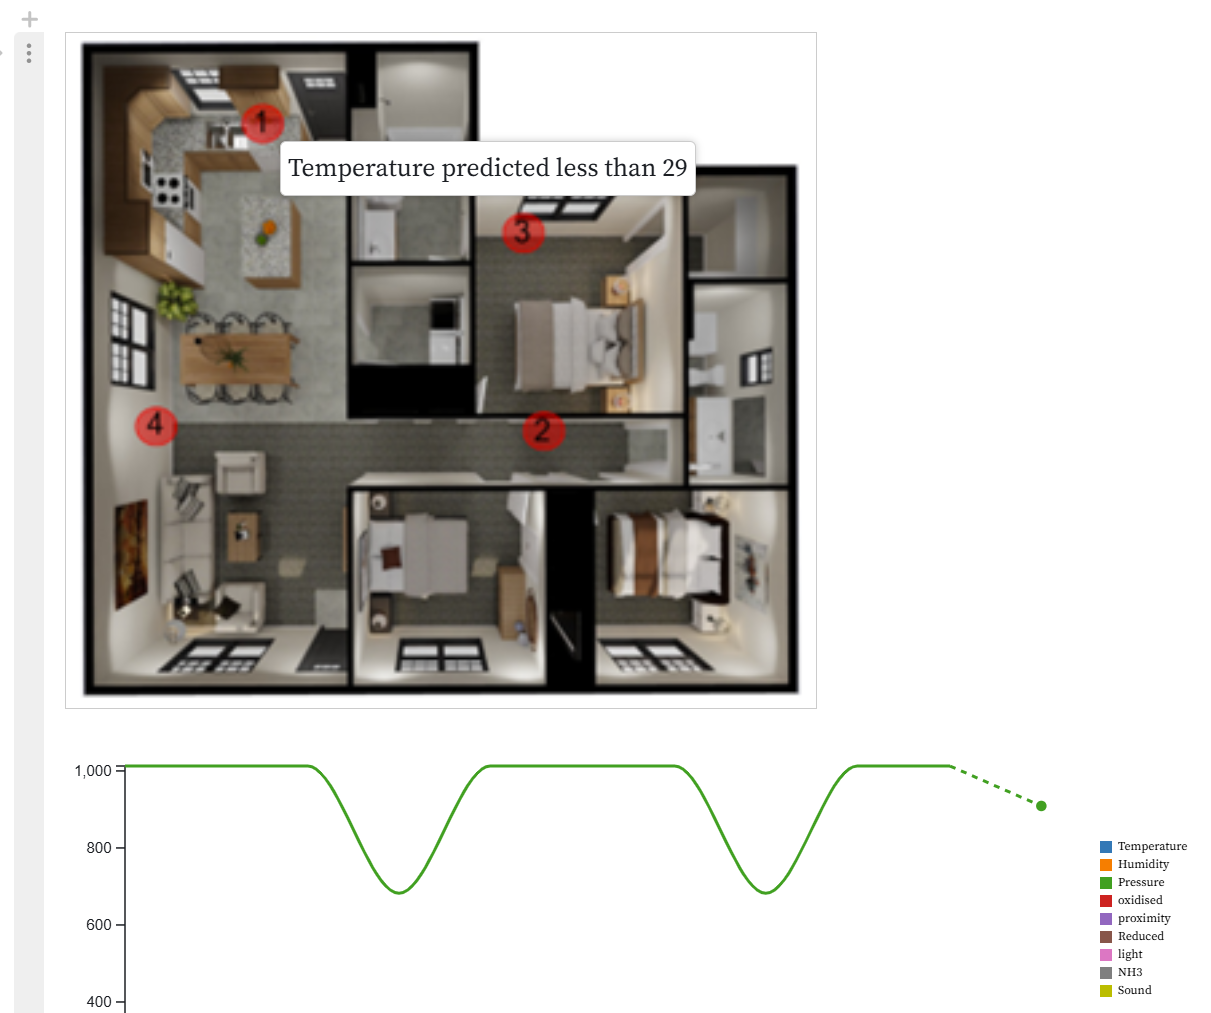 1
Temperature predicted less than 29
3
4
2
1,000
800
600
400
Temperature
Humidity
Pressure
oxidised
proximity
Reduced
light
NH3
Sound